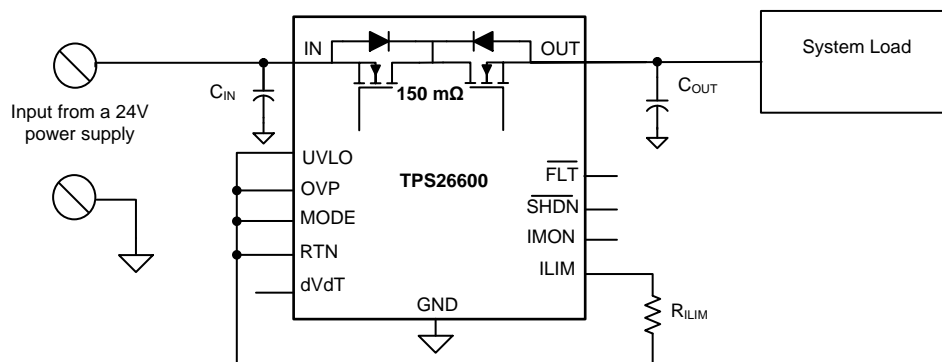 IN
OUT
System Load
C_IN
150 mΩ
C_OUT
Input from a 24V
power supply
UVLO
TPS26600
FLT
OVP
SHDN
MODE
IMON
RTN
ILIM
dVdT
GND
R_ILIM